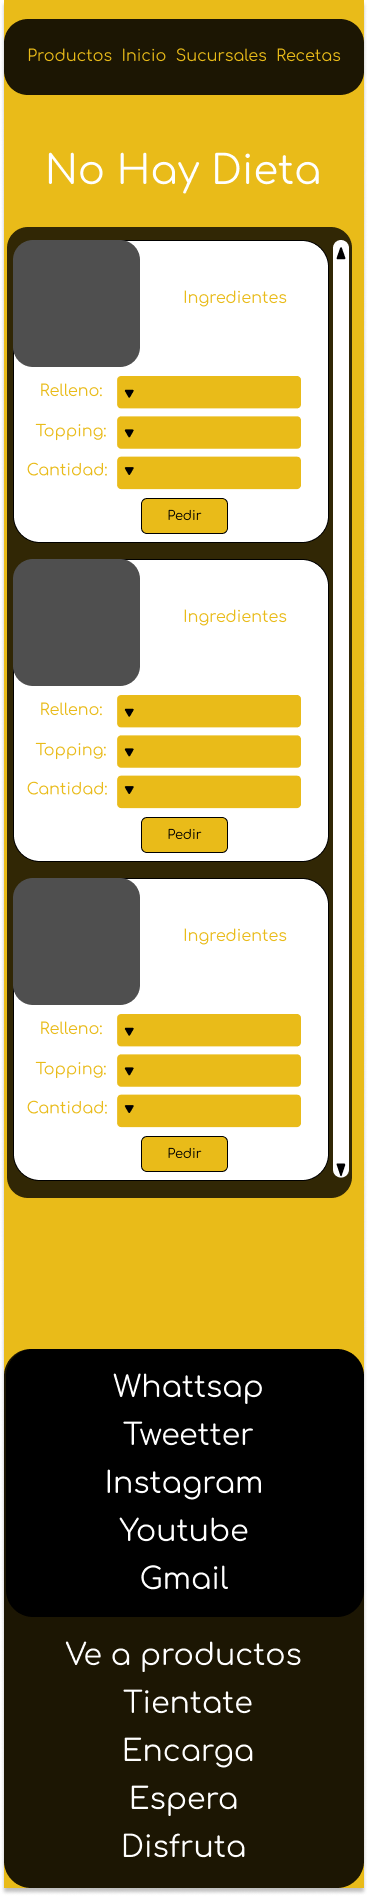 Productos Inicio Sucursales Recetas
No Hay Dieta
Ingredientes
Relleno:
Topping:
Cantidad:
Pedir
Ingredientes
Relleno:
Topping:
Cantidad:
Pedir
Ingredientes
Relleno:
Topping:
Cantidad:
Pedir
Whattsap
Tweetter
Instagram
Youtube
Gmail
Ve a productos
Tientate
Encarga
Espera
Disfruta